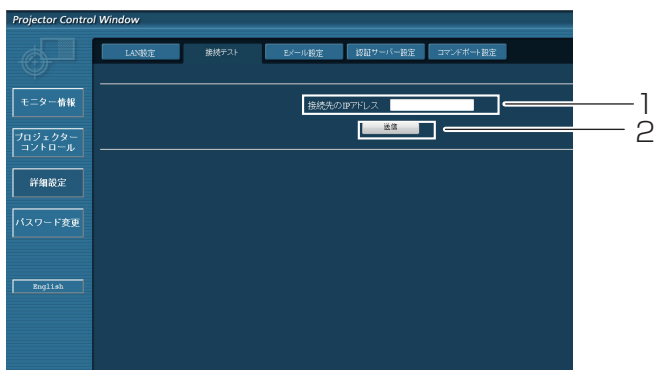 Projector Control Window
LAN設定
接続テスト
Eメール設定
認証サーバー設定
コマンドポート設定
モニター情報
接続先のIPアドレス
1
送信
2
プロジェクター
コントロール
詳細設定
パスワード変更
English